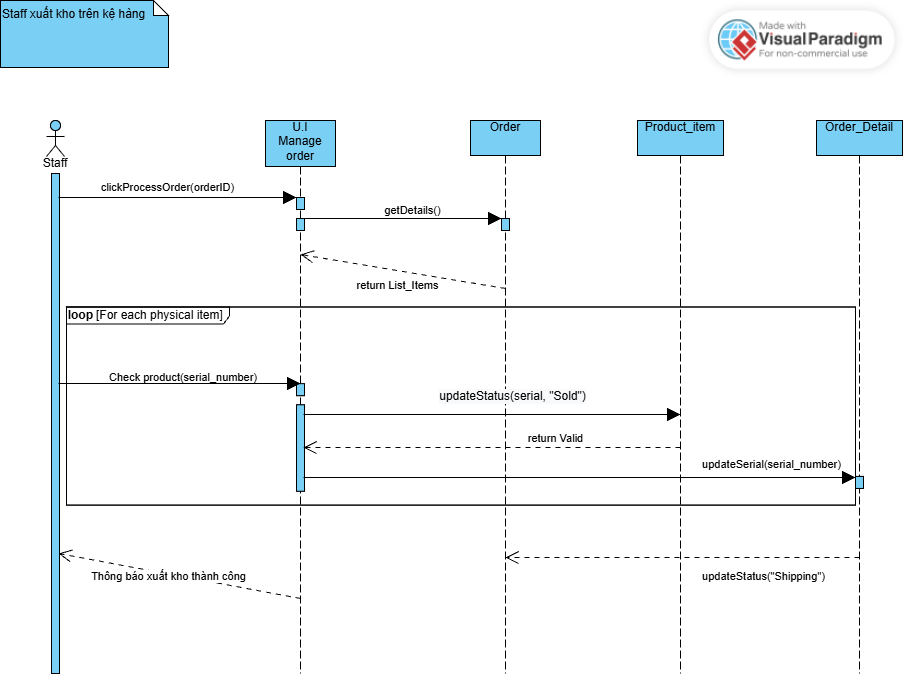 Staff xuất kho trên kệ hàng
Made with
VisualParadigm
For non-commercial use
Staff
U.I
Manage
order
Order
Product_item
Order_Detail
clickProcessOrder(orderID)
getDetails()
return List_Items
loop [For each physical item]
Check product(serial_number)
updateStatus(serial, "Sold")
return Valid
updateSerial(serial_number)
Thông báo xuất kho thành công
updateStatus("Shipping")